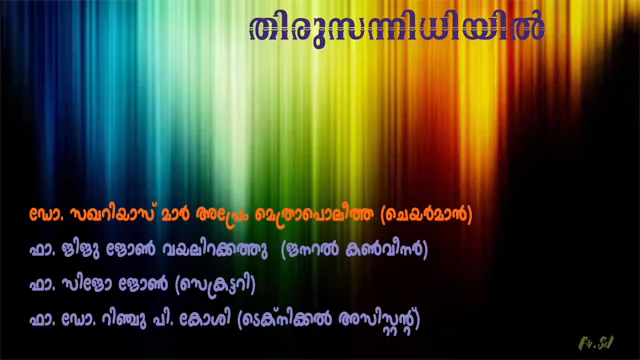 തിരുസന്നിധിയിൽ
ഡോ. സഖറിയാസ് മാർ അപ്രേം മെത്രാപൊലീത്ത (ചെയർമാൻ)
ഫാ. ജിജു ജോൺ വയലിറക്കത്തു (ജനറൽ കൺവീനർ)
ഫാ. സിജോ ജോൺ (സെക്രട്ടറി)
ഫാ. ഡോ. റിഞ്ചു പി. കോശി (ടെക്നിക്കൽ അസിസ്റ്റന്റ്)